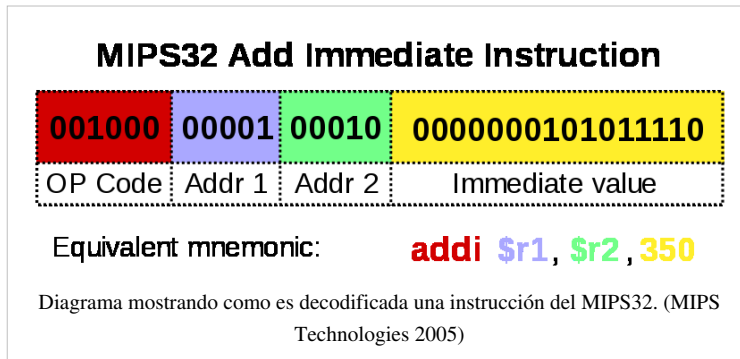 MIPS32 Add Immediate Instruction
001000 00001 00010 0000000101011110
OP Code Addr 1 Addr 2 Immediate value
Equivalent mnemonic: addi $r1, $r2, 350
Diagrama mostrando como es decodificada una instrucción del MIPS32. (MIPS
Technologies 2005)